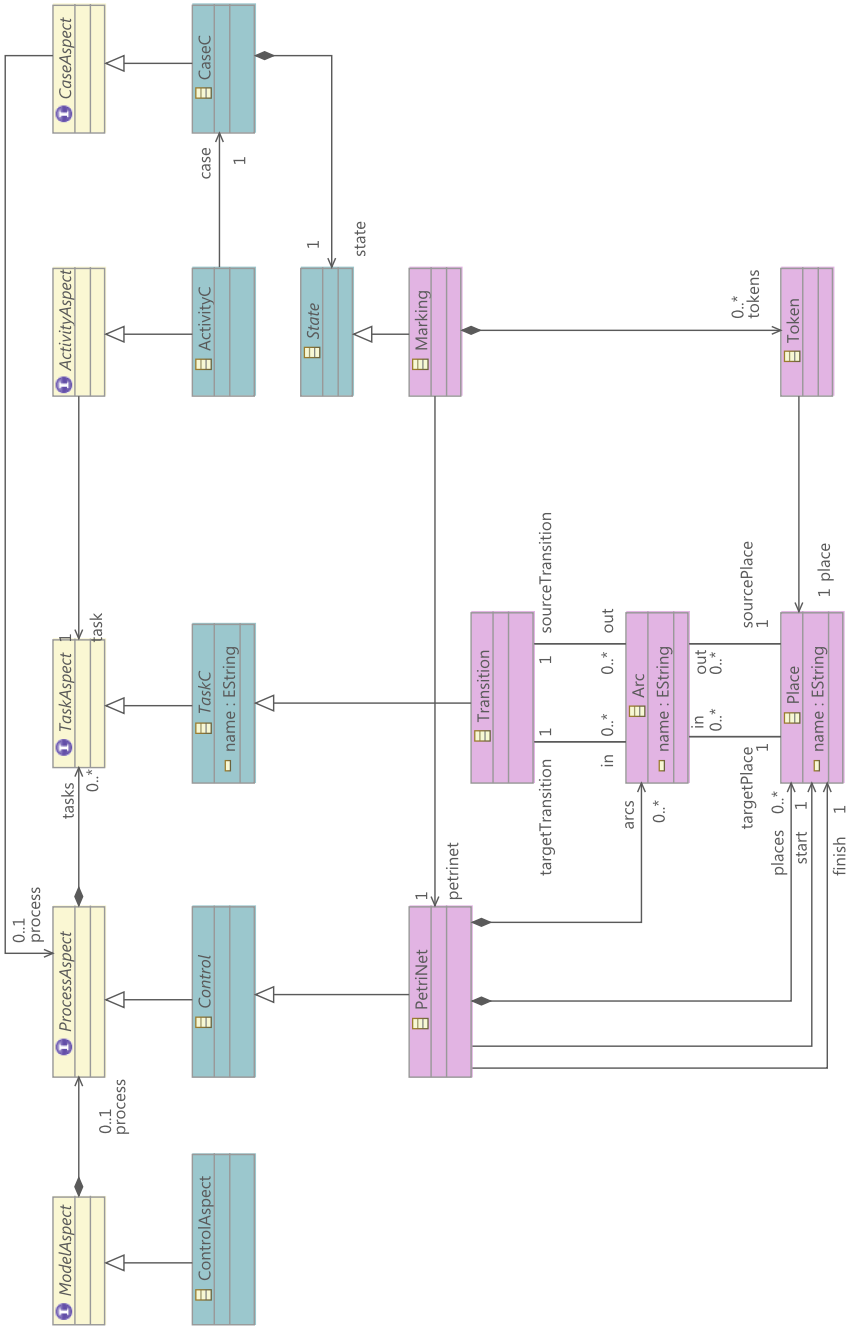 ModelAspect
0..1
process
ProcessAspect
0..1
process
tasks
0..*
TaskAspect
1
task
ActivityAspect
CaseAspect
ControlAspect
Control
TaskC
name : EString
ActivityC
case
1
CaseC
State
1
state
PetriNet
1
petrinet
Marking
Transition
targetTransition
1
sourceTransition
1
in
0..*
out
0..*
arcs
0..*
Arc
name : EString
in
0..*
out
0..*
0..*
tokens
targetPlace
1
sourcePlace
1
places
0..*
start
1
finish
1
Place
name : EString
1 place
Token